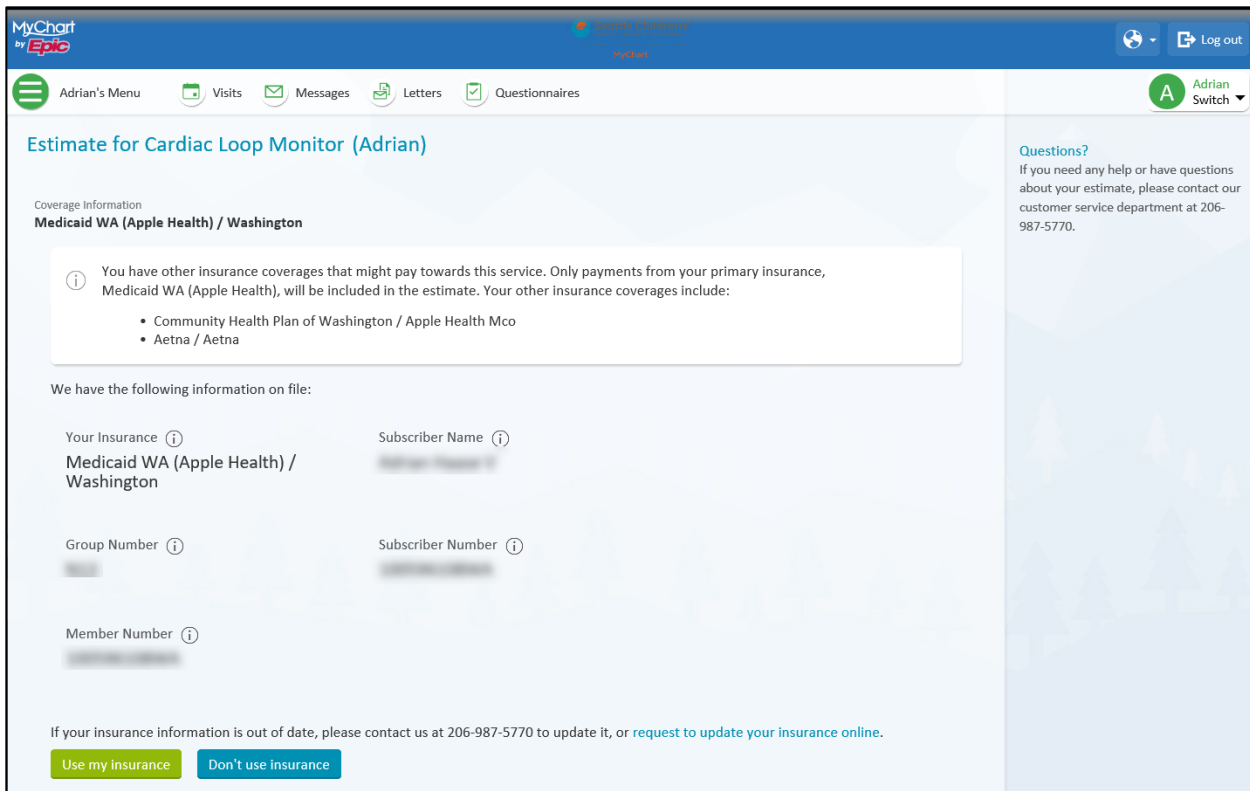 MyChart
by Epic
MyChart
Log out
Adrian's Menu
Visits
Messages
Letters
Questionnaires
A
Adrian
Switch
Estimate for Cardiac Loop Monitor (Adrian)
Questions?
If you need any help or have questions
about your estimate, please contact our
customer service department at 206-
987-5770.
Coverage Information
Medicaid WA (Apple Health) / Washington
You have other insurance coverages that might pay towards this service. Only payments from your primary insurance,
Medicaid WA (Apple Health), will be included in the estimate. Your other insurance coverages include:
• Community Health Plan of Washington / Apple Health Mco
• Aetna / Aetna
We have the following information on file:
Your Insurance
Medicaid WA (Apple Health) /
Washington
Subscriber Name
Group Number
Subscriber Number
Member Number
If your insurance information is out of date, please contact us at 206-987-5770 to update it, or request to update your insurance online.
Use my insurance
Don't use insurance